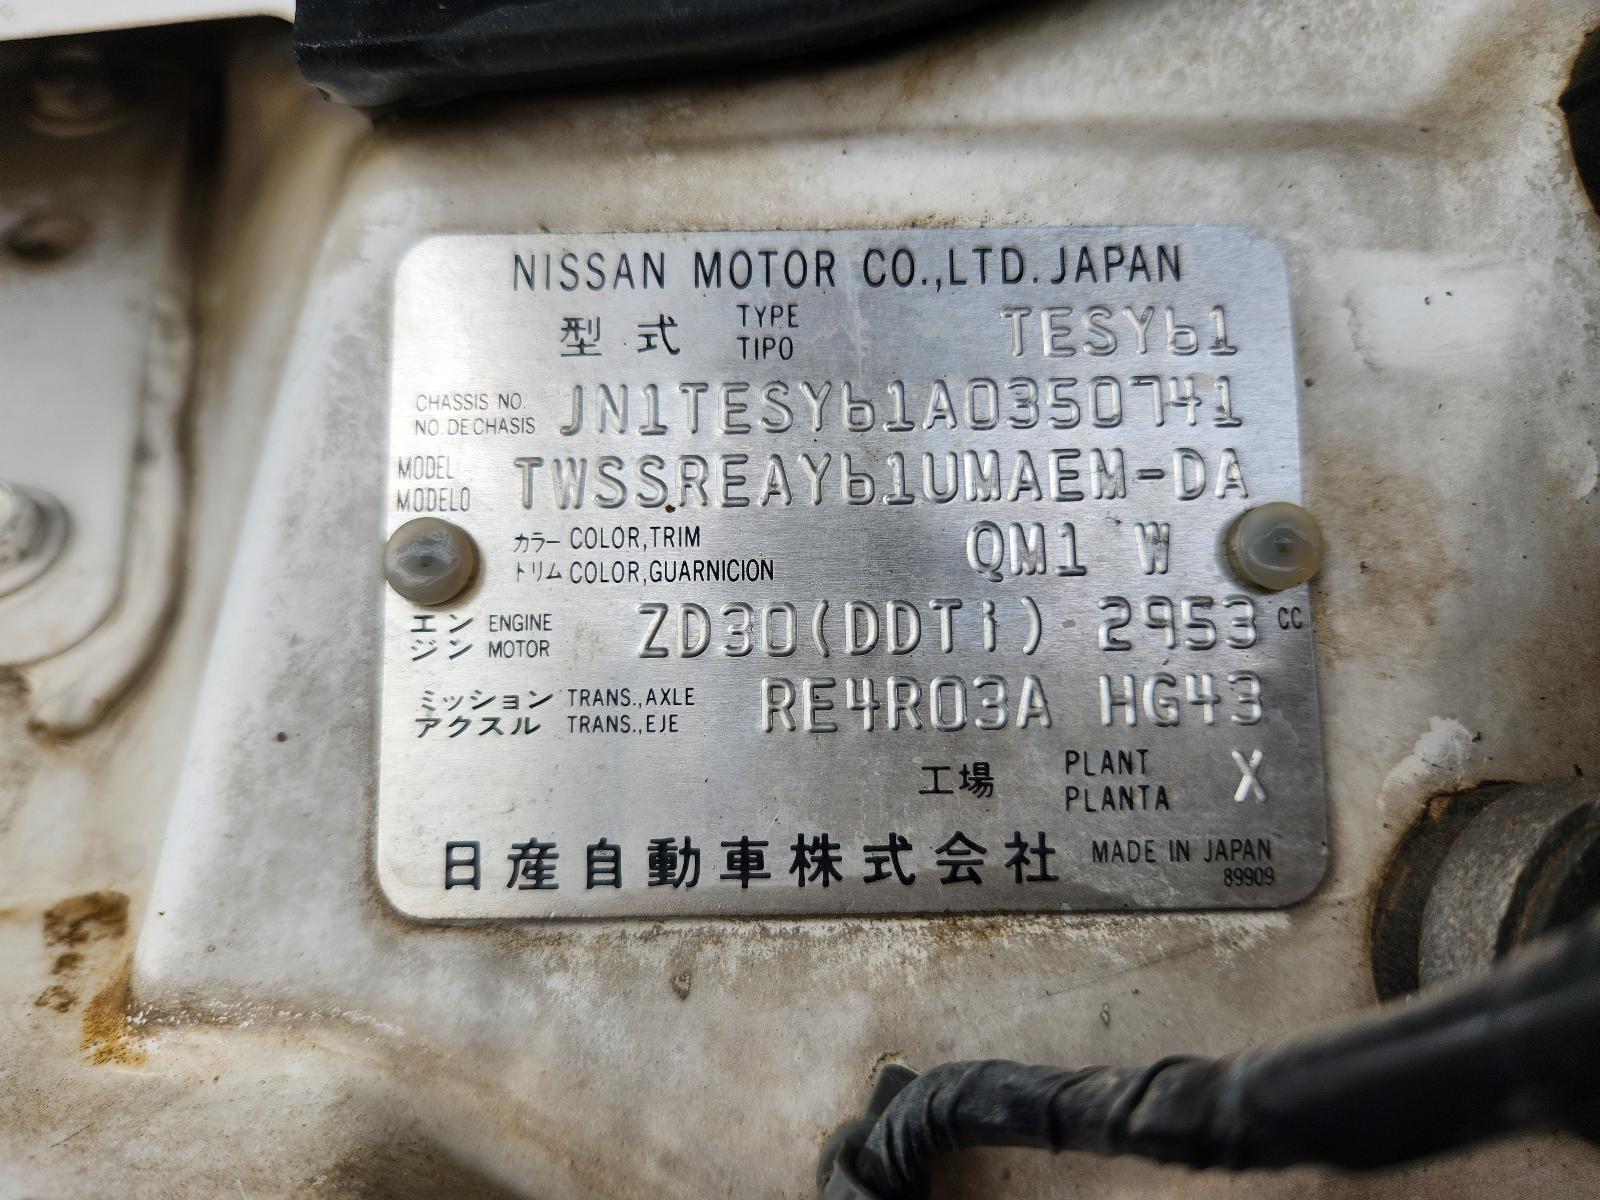 NISSAN MOTOR CO.,LTD.JAPAN
型式 TYPE TIPO TESY61
CHASSIS NO. NO.DE CHASIS JN1TESY61A0350741
MODEL MODELO TWSSREAY61UMAEM-DA
カラー COLOR,TRIM QM1 W
トリム COLOR,GUARNICION
エンジン ENGINE MOTOR ZD30(DDTi) 2953 CC
ミッション TRANS.,AXLE RE4R03A HG43
アクスル TRANS.,EJE
工場 PLANT PLANTA X
日産自動車株式会社 MADE IN JAPAN
89909